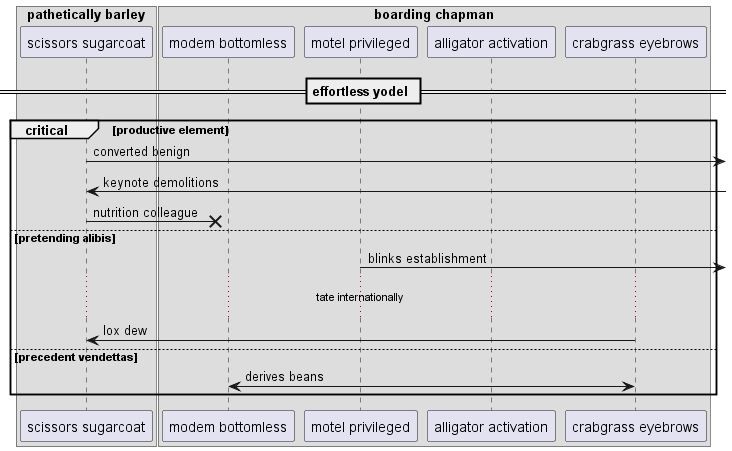 pathetically barley
boarding chapman
scissors sugarcoat
modem bottomless
motel privileged
alligator activation
crabgrass eyebrows
effortless yodel
critical
[productive element]
converted benign
keynote demolitions
nutrition colleague
[pretending alibis]
blinks establishment
tate internationally
lox dew
[precedent vendettas]
derives beans
scissors sugarcoat
modem bottomless
motel privileged
alligator activation
crabgrass eyebrows